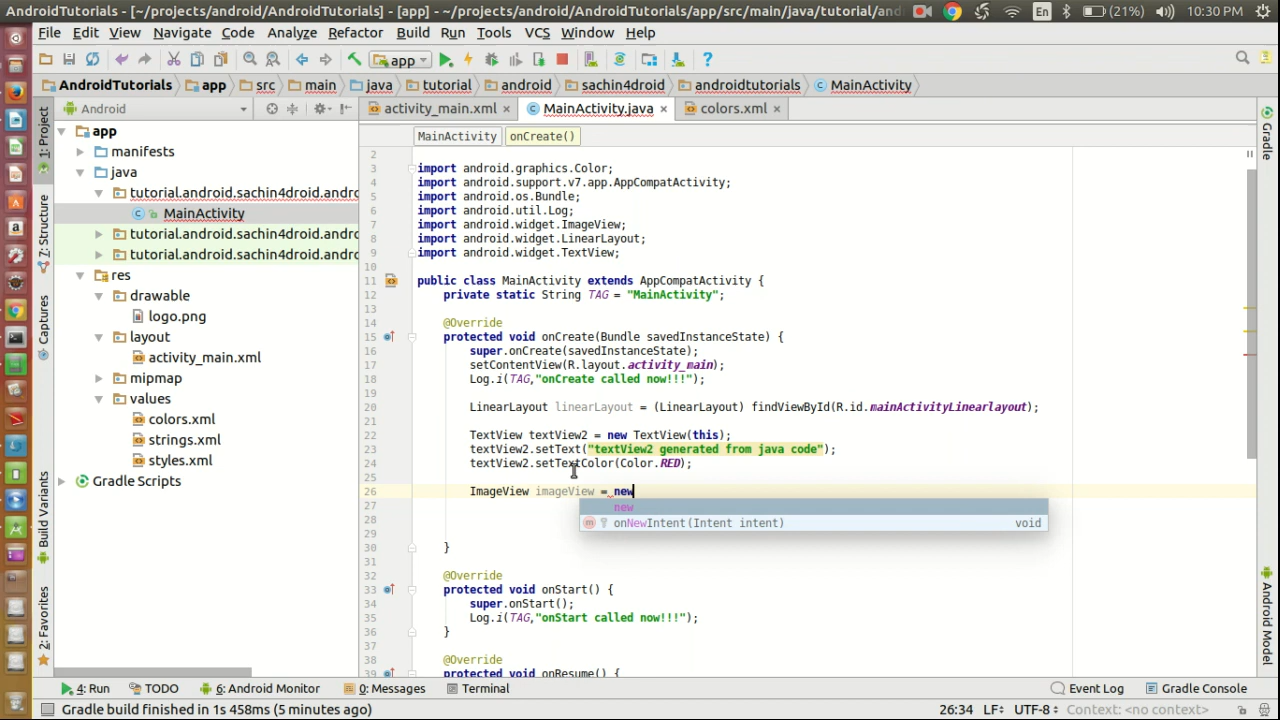 AndroidTutorials - [~/projects/android/AndroidTutorials] - [app] - ~/projects/android/AndroidTutorials/app/src/main/java/tutorial/and
En (21%) 10:30 PM
File Edit View Navigate Code Analyze Refactor Build Run Tools VCS Window Help
app
AndroidTutorials app src main java tutorial android sachin4droid androidtutorials MainActivity
Android activity_main.xml MainActivity.java colors.xml
MainActivity onCreate()
1: Project
7: Structure
Captures
Build Variants
2: Favorites
app
manifests
java
tutorial.android.sachin4droid.andro
MainActivity
tutorial.android.sachin4droid.andro
tutorial.android.sachin4droid.andro
res
drawable
logo.png
layout
activity_main.xml
mipmap
values
colors.xml
strings.xml
styles.xml
Gradle Scripts
2
3 import android.graphics.Color;
4 import android.support.v7.app.AppCompatActivity;
5 import android.os.Bundle;
6 import android.util.Log;
7 import android.widget.ImageView;
8 import android.widget.LinearLayout;
9 import android.widget.TextView;
10
11 public class MainActivity extends AppCompatActivity {
12 private static String TAG = "MainActivity";
13
14 @Override
15 protected void onCreate(Bundle savedInstanceState) {
16 super.onCreate(savedInstanceState);
17 setContentView(R.layout.activity_main);
18 Log.i(TAG,"onCreate called now!!!");
19
20 LinearLayout linearLayout = (LinearLayout) findViewById(R.id.mainActivityLinearlayout);
21
22 TextView textView2 = new TextView(this);
23 textView2.setText("textView2 generated from java code");
24 textView2.setTextColor(Color.RED);
25
26 ImageView imageView = new
27 new
28 onNewIntent(Intent intent) void
29
30 }
31
32 @Override
33 protected void onStart() {
34 super.onStart();
35 Log.i(TAG,"onStart called now!!!");
36 }
37
38 @Override
39 protected void onResume() {
Gradle
Android Model
4: Run TODO 6: Android Monitor 0: Messages Terminal Event Log Gradle Console
Gradle build finished in 1s 458ms (5 minutes ago) 26:34 LF UTF-8 Context: <no context>